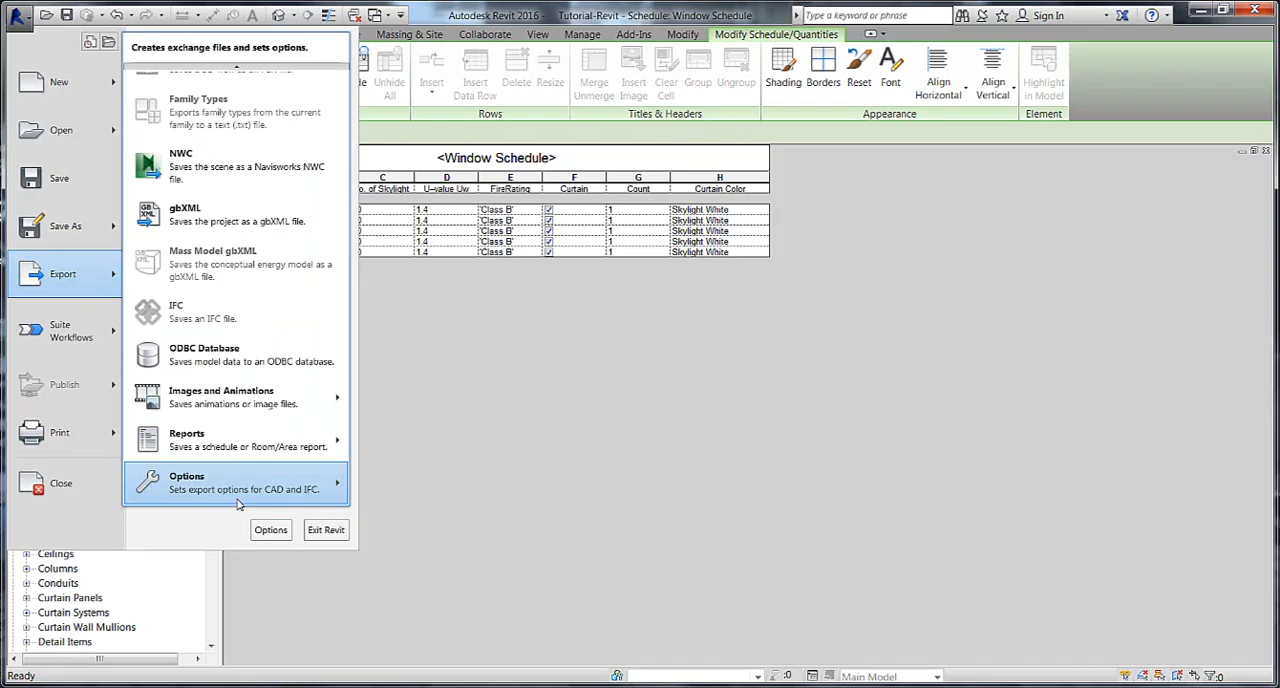 Autodesk Revit 2016 - Tutorial-Revit - Schedule: Window Schedule
Type a keyword or phrase
Sign In
Massing & Site Collaborate View Manage Add-Ins Modify Modify Schedule/Quantities
Creates exchange files and sets options.
Unhide All
Insert
Insert Data Row
Delete
Resize
Merge Unmerge
Insert Image
Clear Cell
Group
Ungroup
Shading
Borders
Reset
Font
Align Horizontal
Align Vertical
Highlight in Model
Rows
Titles & Headers
Appearance
Element
New
Open
Save
Save As
Export
Suite Workflows
Publish
Print
Close
Family Types
Exports family types from the current
family to a text (.txt) file.
NWC
Saves the scene as a Navisworks NWC
file.
gbXML
Saves the project as a gbXML file.
Mass Model gbXML
Saves the conceptual energy model as a
gbXML file.
IFC
Saves an IFC file.
ODBC Database
Saves model data to an ODBC database.
Images and Animations
Saves animations or image files.
Reports
Saves a schedule or Room/Area report.
Options
Sets export options for CAD and IFC.
Options
Exit Revit
<Window Schedule>
C D E F G H
o. of Skylight U–value Uw FireRating Curtain Count Curtain Color
1.4 'Class B' 1 Skylight White
1.4 'Class B' 1 Skylight White
1.4 'Class B' 1 Skylight White
1.4 'Class B' 1 Skylight White
1.4 'Class B' 1 Skylight White
Ceilings
Columns
Conduits
Curtain Panels
Curtain Systems
Curtain Wall Mullions
Detail Items
Ready
:0
Main Model
:0